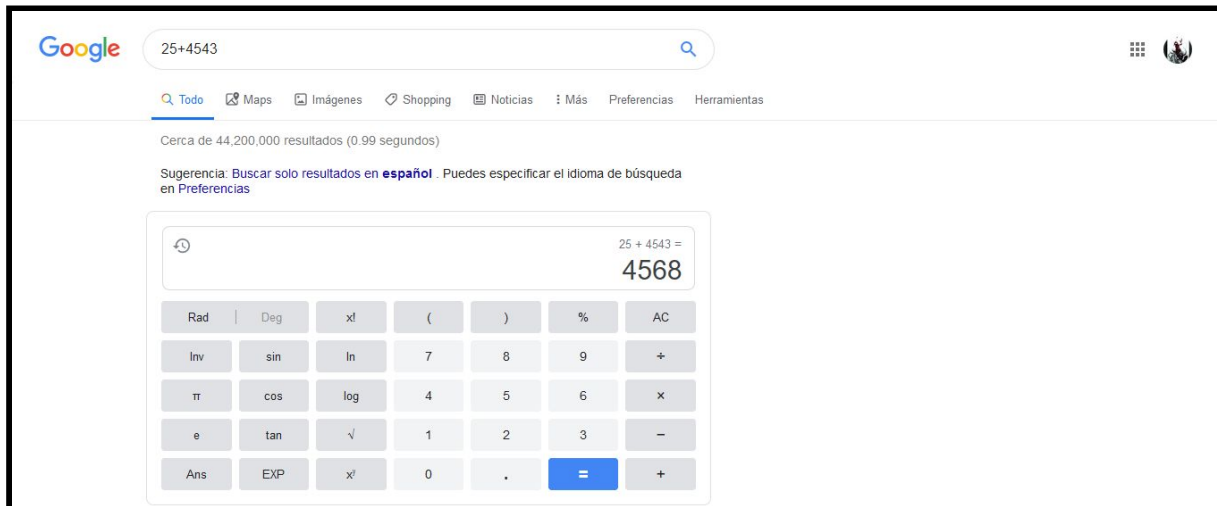 Google 25+4543
Todo Maps Imágenes Shopping Noticias Más Preferencias Herramientas
Cerca de 44,200,000 resultados (0.99 segundos)
Sugerencia: Buscar solo resultados en español . Puedes especificar el idioma de búsqueda
en Preferencias
25 + 4543 =
4568
Rad | Deg x! ( ) % AC
Inv sin ln 7 8 9 ÷
π cos log 4 5 6 ×
e tan √ 1 2 3 −
Ans EXP xʸ 0 . = +